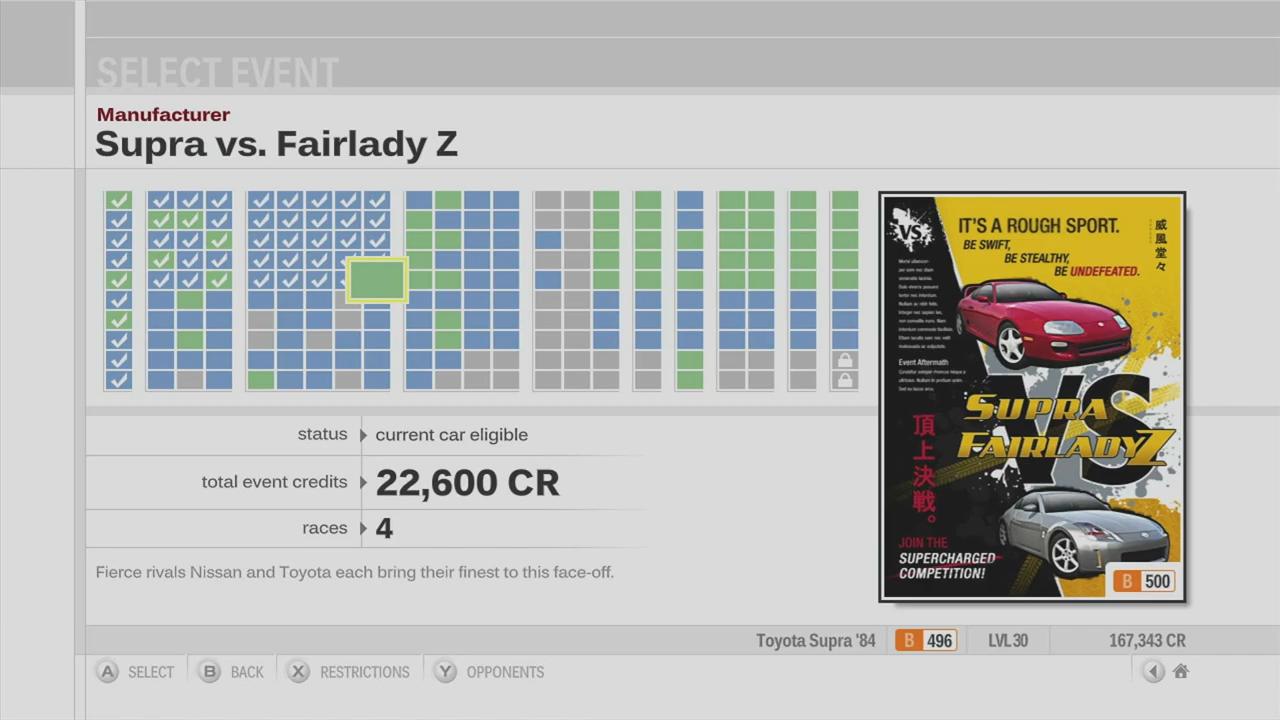 SELECT EVENT
Manufacturer
Supra vs. Fairlady Z
VS
IT'S A ROUGH SPORT.
BE SWIFT,
BE STEALTHY,
BE UNDEFEATED.
威風堂々
Event Aftermath
SUPRA
VS
FAIRLADY Z
頂上決戦。
JOIN THE
SUPERCHARGED
COMPETITION!
B 500
status
current car eligible
total event credits
22,600 CR
races
4
Fierce rivals Nissan and Toyota each bring their finest to this face-off.
Toyota Supra '84
B 496
LVL30
167,343 CR
A SELECT
B BACK
X RESTRICTIONS
Y OPPONENTS